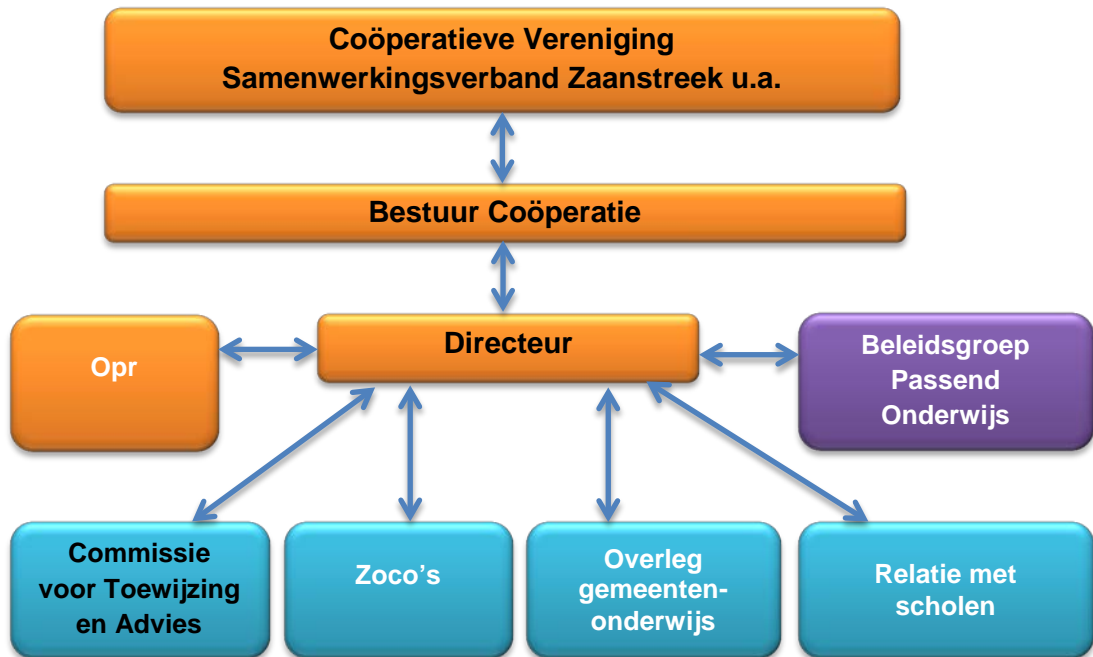 Coöperatieve Vereniging
Samenwerkingsverband Zaanstreek u.a.
Bestuur Coöperatie
Opr
Directeur
Beleidsgroep
Passend
Onderwijs
Commissie
voor Toewijzing
en Advies
Zoco's
Overleg
gemeenten-
onderwijs
Relatie met
scholen